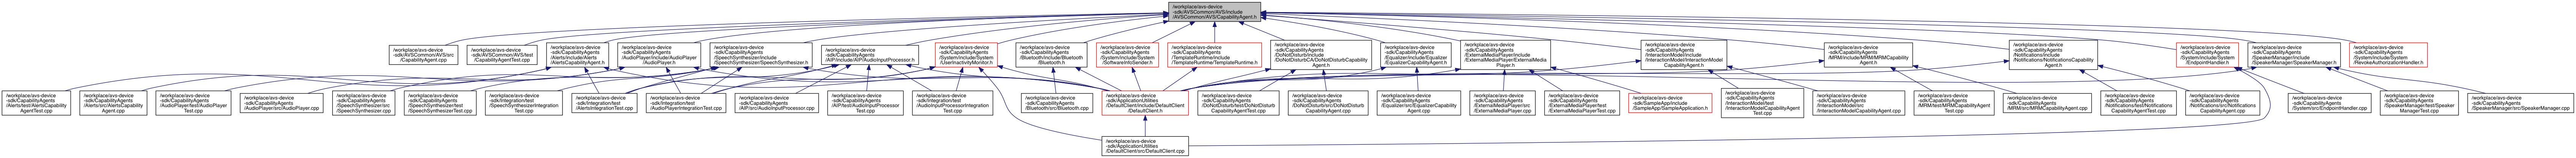 /workplace/avs-device
-sdk/AVSCommon/AVS/include
/AVSCommon/AVS/CapabilityAgent.h
/workplace/avs-device
-sdk/AVSCommon/AVS/src
/CapabilityAgent.cpp
/workplace/avs-device
-sdk/AVSCommon/AVS/test
/CapabilityAgentTest.cpp
/workplace/avs-device
-sdk/CapabilityAgents
/Alerts/include/Alerts
/AlertsCapabilityAgent.h
/workplace/avs-device
-sdk/CapabilityAgents
/AudioPlayer/include/AudioPlayer
/AudioPlayer.h
/workplace/avs-device
-sdk/CapabilityAgents
/SpeechSynthesizer/include
/SpeechSynthesizer/SpeechSynthesizer.h
/workplace/avs-device
-sdk/CapabilityAgents
/AIP/include/AIP/AudioInputProcessor.h
/workplace/avs-device
-sdk/CapabilityAgents
/System/include/System
/UserInactivityMonitor.h
/workplace/avs-device
-sdk/CapabilityAgents
/Bluetooth/include/Bluetooth
/Bluetooth.h
/workplace/avs-device
-sdk/CapabilityAgents
/System/include/System
/SoftwareInfoSender.h
/workplace/avs-device
-sdk/CapabilityAgents
/TemplateRuntime/include
/TemplateRuntime/TemplateRuntime.h
/workplace/avs-device
-sdk/CapabilityAgents
/DoNotDisturb/include
/DoNotDisturbCA/DoNotDisturbCapability
Agent.h
/workplace/avs-device
-sdk/CapabilityAgents
/Equalizer/include/Equalizer
/EqualizerCapabilityAgent.h
/workplace/avs-device
-sdk/CapabilityAgents
/ExternalMediaPlayer/include
/ExternalMediaPlayer/ExternalMedia
Player.h
/workplace/avs-device
-sdk/CapabilityAgents
/InteractionModel/include
/InteractionModel/InteractionModel
CapabilityAgent.h
/workplace/avs-device
-sdk/CapabilityAgents
/MRM/include/MRM/MRMCapability
Agent.h
/workplace/avs-device
-sdk/CapabilityAgents
/Notifications/include
/Notifications/NotificationsCapability
Agent.h
/workplace/avs-device
-sdk/CapabilityAgents
/System/include/System
/EndpointHandler.h
/workplace/avs-device
-sdk/CapabilityAgents
/SpeakerManager/include
/SpeakerManager/SpeakerManager.h
/workplace/avs-device
-sdk/CapabilityAgents
/System/include/System
/RevokeAuthorizationHandler.h
/workplace/avs-device
-sdk/CapabilityAgents
/Alerts/test/AlertsCapability
AgentTest.cpp
/workplace/avs-device
-sdk/CapabilityAgents
/Alerts/src/AlertsCapability
Agent.cpp
/workplace/avs-device
-sdk/CapabilityAgents
/AudioPlayer/test/AudioPlayer
Test.cpp
/workplace/avs-device
-sdk/CapabilityAgents
/AudioPlayer/src/AudioPlayer.cpp
/workplace/avs-device
-sdk/CapabilityAgents
/SpeechSynthesizer/src
/SpeechSynthesizer.cpp
/workplace/avs-device
-sdk/CapabilityAgents
/SpeechSynthesizer/test
/SpeechSynthesizerTest.cpp
/workplace/avs-device
-sdk/Integration/test
/SpeechSynthesizerIntegration
Test.cpp
/workplace/avs-device
-sdk/Integration/test
/AlertsIntegrationTest.cpp
/workplace/avs-device
-sdk/Integration/test
/AudioPlayerIntegrationTest.cpp
/workplace/avs-device
-sdk/CapabilityAgents
/AIP/src/AudioInputProcessor.cpp
/workplace/avs-device
-sdk/CapabilityAgents
/AIP/test/AudioInputProcessor
Test.cpp
/workplace/avs-device
-sdk/Integration/test
/AudioInputProcessorIntegration
Test.cpp
/workplace/avs-device
-sdk/CapabilityAgents
/Bluetooth/src/Bluetooth.cpp
/workplace/avs-device
-sdk/ApplicationUtilities
/DefaultClient/include/DefaultClient
/DefaultClient.h
/workplace/avs-device
-sdk/CapabilityAgents
/DoNotDisturb/test/DoNotDisturb
CapabilityAgentTest.cpp
/workplace/avs-device
-sdk/CapabilityAgents
/DoNotDisturb/src/DoNotDisturb
CapabilityAgent.cpp
/workplace/avs-device
-sdk/CapabilityAgents
/Equalizer/src/EqualizerCapability
Agent.cpp
/workplace/avs-device
-sdk/CapabilityAgents
/ExternalMediaPlayer/src
/ExternalMediaPlayer.cpp
/workplace/avs-device
-sdk/CapabilityAgents
/ExternalMediaPlayer/test
/ExternalMediaPlayerTest.cpp
/workplace/avs-device
-sdk/SampleApp/include
/SampleApp/SampleApplication.h
/workplace/avs-device
-sdk/CapabilityAgents
/InteractionModel/test
/InteractionModelCapabilityAgent
Test.cpp
/workplace/avs-device
-sdk/CapabilityAgents
/InteractionModel/src
/InteractionModelCapabilityAgent.cpp
/workplace/avs-device
-sdk/CapabilityAgents
/MRM/test/MRMCapabilityAgent
Test.cpp
/workplace/avs-device
-sdk/CapabilityAgents
/MRM/src/MRMCapabilityAgent.cpp
/workplace/avs-device
-sdk/CapabilityAgents
/Notifications/test/Notifications
CapabilityAgentTest.cpp
/workplace/avs-device
-sdk/CapabilityAgents
/Notifications/src/Notifications
CapabilityAgent.cpp
/workplace/avs-device
-sdk/CapabilityAgents
/System/src/EndpointHandler.cpp
/workplace/avs-device
-sdk/CapabilityAgents
/SpeakerManager/test/Speaker
ManagerTest.cpp
/workplace/avs-device
-sdk/CapabilityAgents
/SpeakerManager/src/SpeakerManager.cpp
/workplace/avs-device
-sdk/ApplicationUtilities
/DefaultClient/src/DefaultClient.cpp